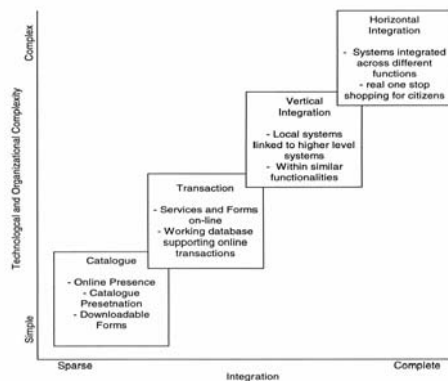 Technologcal and Organizational Complexity
Complex
Simple
Horizontal
Integration
- Systems integrated
across different
functions
- real one stop
shopping for citizens
Vertical
Integration
- Local systems
linked to higher level
systems
- Within similar
functionalities
Transaction
- Services and Forms
on-line
- Working database
supporting online
transactions
Catalogue
- Online Presence
- Catalogue
Presetnation
- Downloadable
Forms
Sparse
Complete
Integration